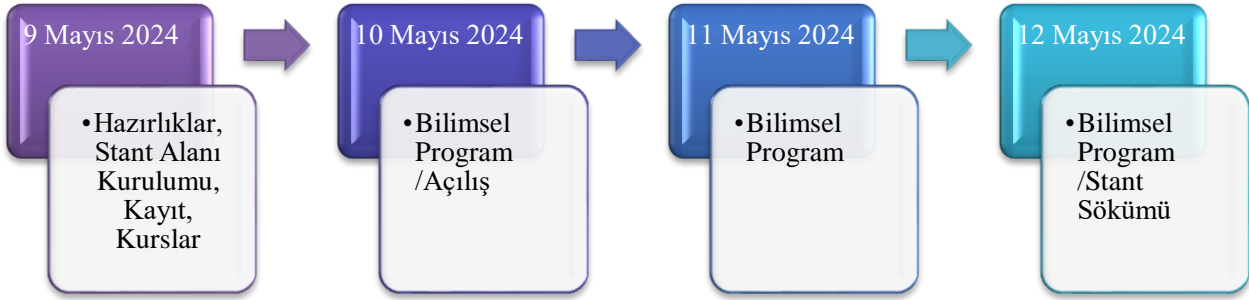 9 Mayıs 2024
•Hazırlıklar,
Stant Alanı
Kurulumu,
Kayıt,
Kurslar
10 Mayıs 2024
•Bilimsel
Program
/Açılış
11 Mayıs 2024
•Bilimsel
Program
12 Mayıs 2024
•Bilimsel
Program
/Stant
Sökümü